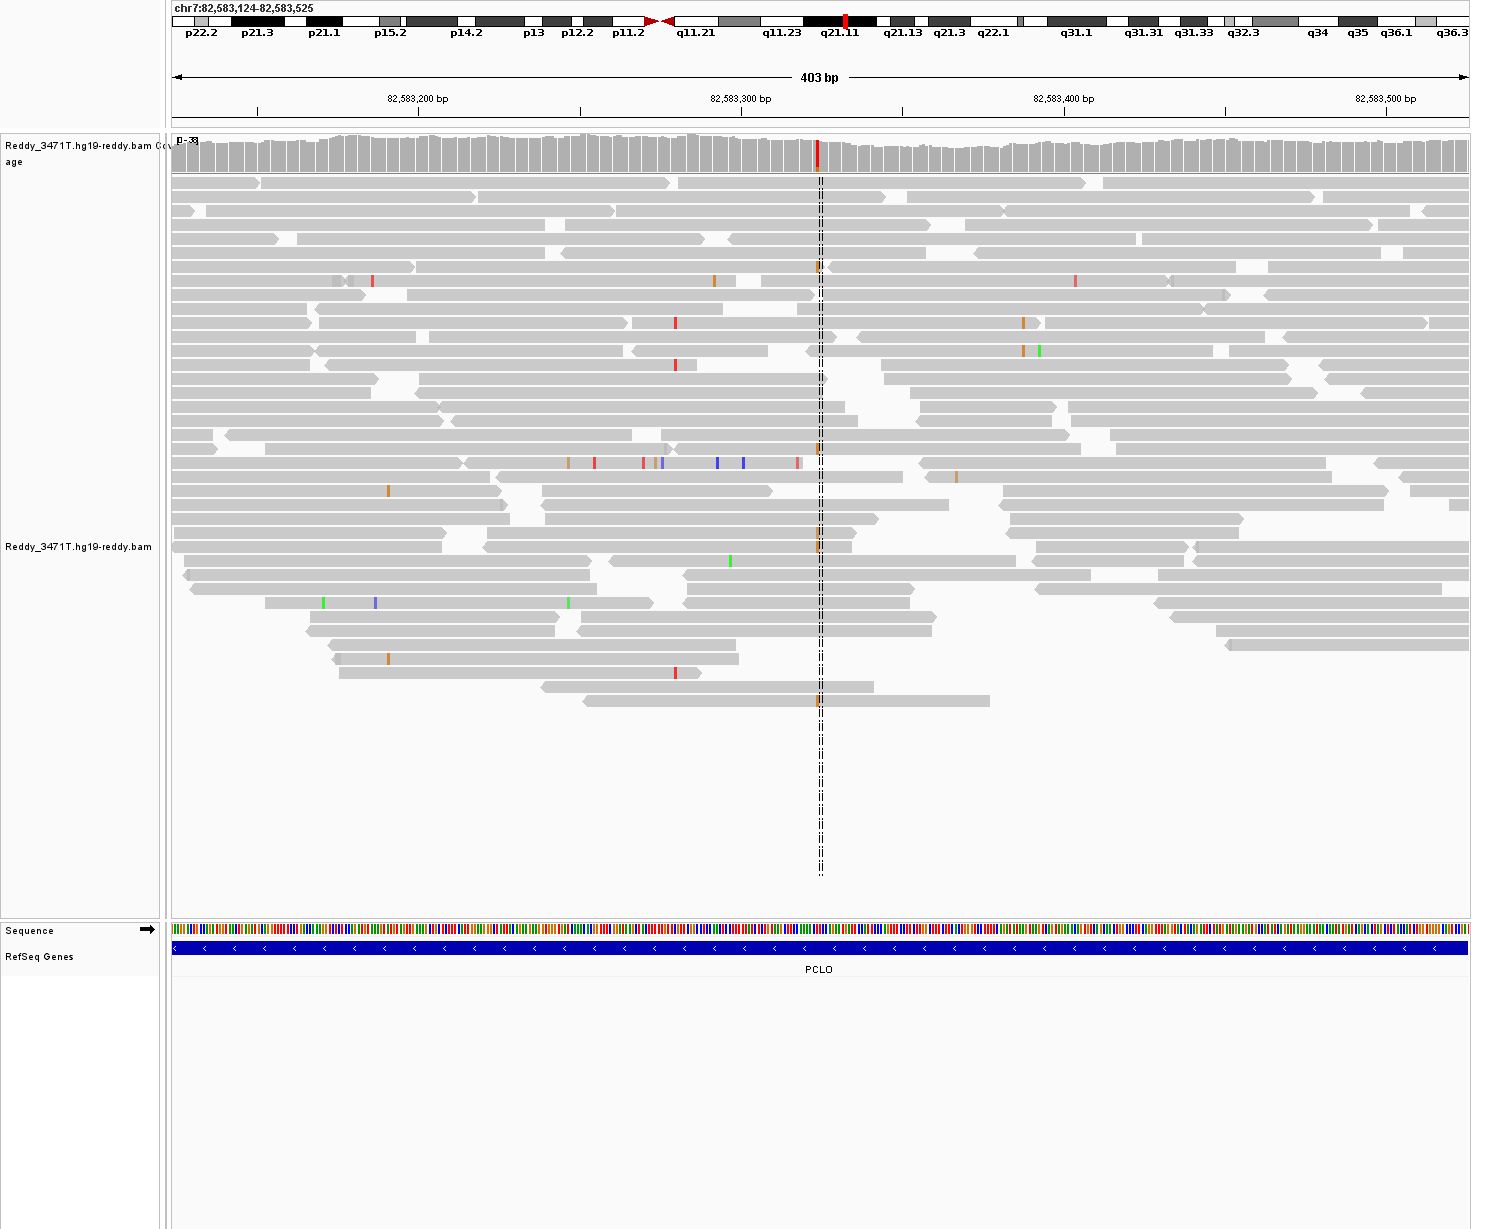 chr7:82,583,124-82,583,525
p22.2 p21.3 p21.1 p15.2 p14.2 p13 p12.2 p11.2 q11.21 q11.23 q21.11 q21.13 q21.3 q22.1 q31.1 q31.31 q31.33 q32.3 q34 q35 q36.1 q36.3
403 bp
82,583,200 bp 82,583,300 bp 82,583,400 bp 82,583,500 bp
Reddy_3471T.hg19-reddy.bam Cov
age
Reddy_3471T.hg19-reddy.bam
Sequence
RefSeq Genes
PCLO